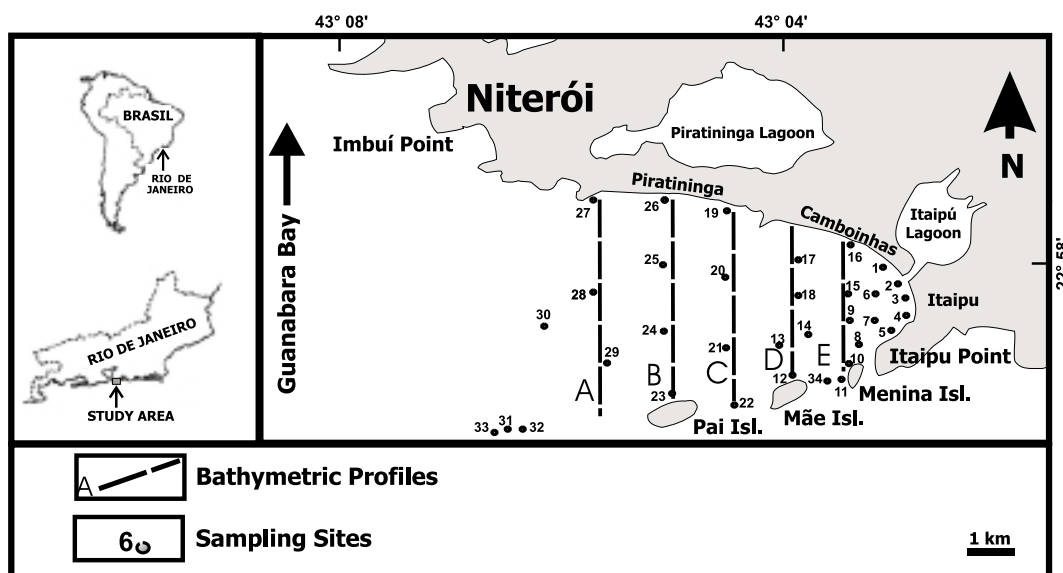 43° 08'
43° 04'
22° 58'
BRASIL
RIO DE
JANEIRO
RIO DE JANEIRO
STUDY AREA
Guanabara Bay
Niterói
Imbuí Point
Piratininga Lagoon
N
Piratininga
Camboinhas
Itaipú
Lagoon
Itaipu
Itaipu Point
27
26
19
16
1
25
17
2
20
15
6
3
28
18
30
24
14
9
7
4
5
13
8
21
29
10
A
B
C
D
E
12
34
11
23
22
Menina Isl.
Mãe Isl.
Pai Isl.
33
31
32
A
Bathymetric Profiles
6
Sampling Sites
1 km